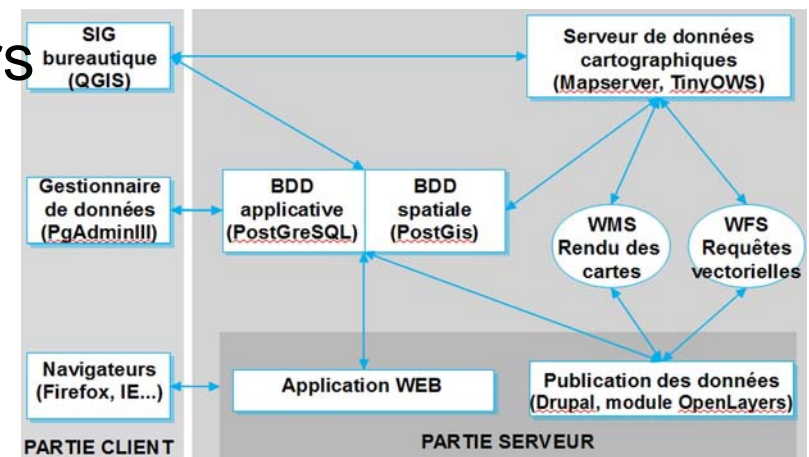 rs
SIG
bureautique
(QGIS)
Serveur de données
cartographiques
(Mapserver, TinyOWS)
Gestionnaire
de données
(PgAdminIII)
BDD
applicative
(PostGreSQL)
BDD
spatiale
(PostGis)
WMS
Rendu des
cartes
WFS
Requêtes
vectorielles
Navigateurs
(Firefox, IE...)
Application WEB
Publication des données
(Drupal, module OpenLayers)
PARTIE CLIENT
PARTIE SERVEUR